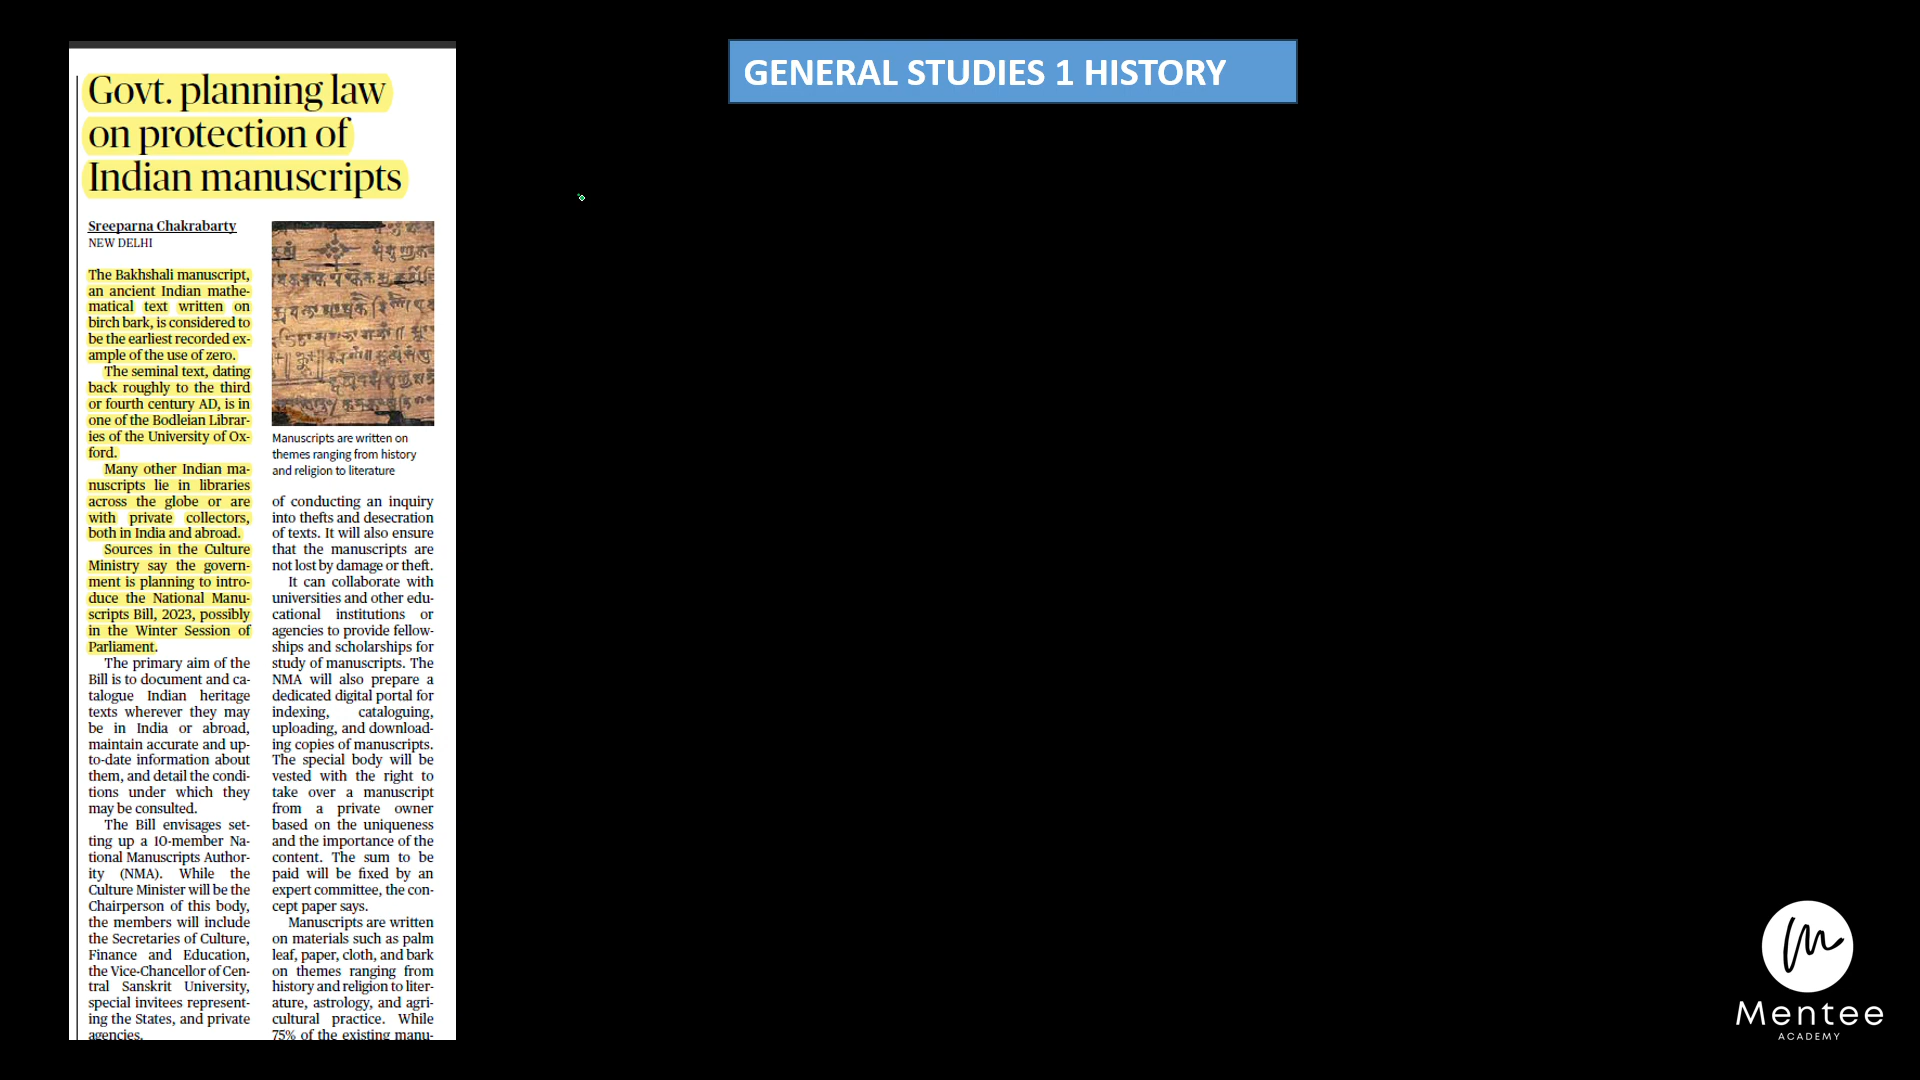 GENERAL STUDIES 1 HISTORY
Govt. planning law
on protection of
Indian manuscripts
Sreeparna Chakrabarty
NEW DELHI
The Bakhshali manuscript,
an ancient Indian mathe-
matical text written on
birch bark, is considered to
be the earliest recorded ex-
ample of the use of zero.
The seminal text, dating
back roughly to the third
or fourth century AD, is in
one of the Bodleian Librar-
ies of the University of Ox-
ford.
Many other Indian ma-
nuscripts lie in libraries
across the globe or are
with private collectors,
both in India and abroad.
Sources in the Culture
Ministry say the govern-
ment is planning to intro-
duce the National Manu-
scripts Bill, 2023, possibly
in the Winter Session of
Parliament.
The primary aim of the
Bill is to document and ca-
talogue Indian heritage
texts wherever they may
be in India or abroad,
maintain accurate and up-
to-date information about
them, and detail the condi-
tions under which they
may be consulted.
The Bill envisages set-
ting up a 10-member Na-
tional Manuscripts Author-
ity (NMA). While the
Culture Minister will be the
Chairperson of this body,
the members will include
the Secretaries of Culture,
Finance and Education,
the Vice-Chancellor of Cen-
tral Sanskrit University,
special invitees represent-
ing the States, and private
agencies.
Manuscripts are written on
themes ranging from history
and religion to literature
of conducting an inquiry
into thefts and desecration
of texts. It will also ensure
that the manuscripts are
not lost by damage or theft.
It can collaborate with
universities and other edu-
cational institutions or
agencies to provide fellow-
ships and scholarships for
study of manuscripts. The
NMA will also prepare a
dedicated digital portal for
indexing, cataloguing,
uploading, and download-
ing copies of manuscripts.
The special body will be
vested with the right to
take over a manuscript
from a private owner
based on the uniqueness
and the importance of the
content. The sum to be
paid will be fixed by an
expert committee, the con-
cept paper says.
Manuscripts are written
on materials such as palm
leaf, paper, cloth, and bark
on themes ranging from
history and religion to liter-
ature, astrology, and agri-
cultural practice. While
75% of the existing manu-
Mentee
ACADEMY